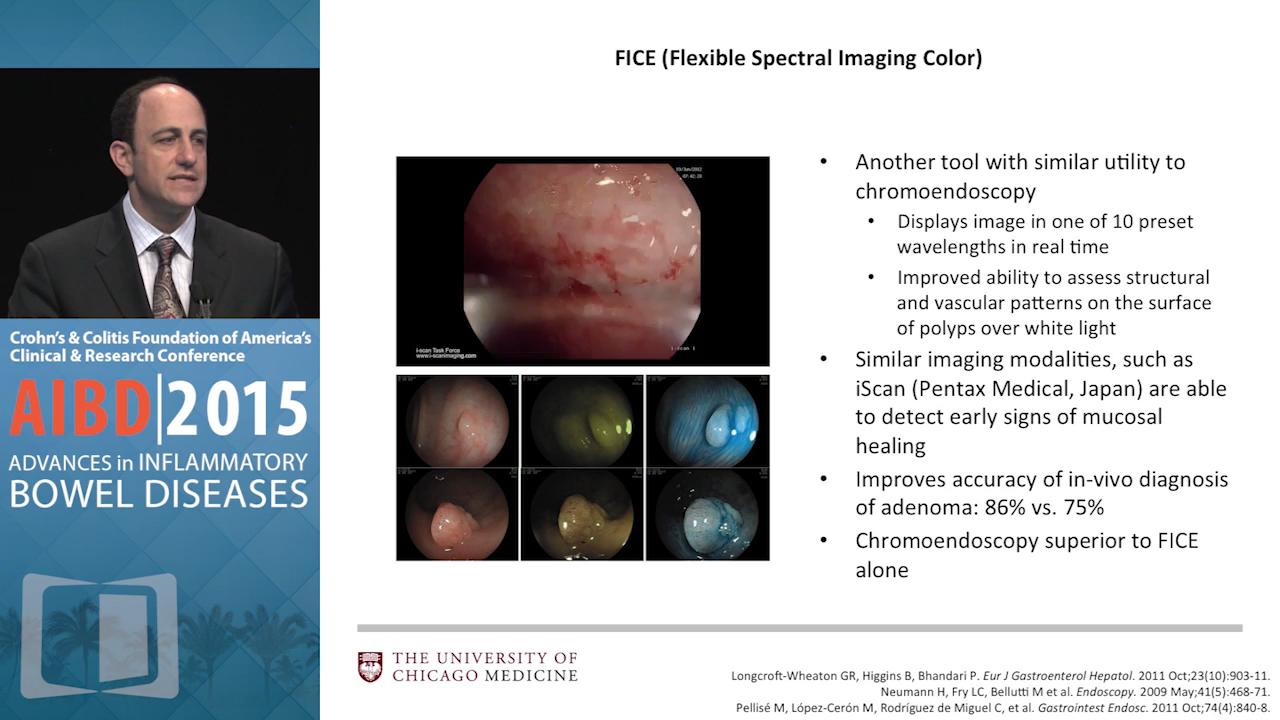 Crohn's & Colitis Foundation of America's
Clinical & Research Conference
AIBD|2015
ADVANCES in INFLAMMATORY
BOWEL DISEASES
FICE (Flexible Spectral Imaging Color)
i-scan Task Force
www.i-scanimaging.com
• Another tool with similar utility to
chromoendoscopy
• Displays image in one of 10 preset
wavelengths in real time
• Improved ability to assess structural
and vascular patterns on the surface
of polyps over white light
• Similar imaging modalities, such as
iScan (Pentax Medical, Japan) are able
to detect early signs of mucosal
healing
• Improves accuracy of in-vivo diagnosis
of adenoma: 86% vs. 75%
• Chromoendoscopy superior to FICE
alone
THE UNIVERSITY OF
CHICAGO MEDICINE
Longcroft-Wheaton GR, Higgins B, Bhandari P. Eur J Gastroenterol Hepatol. 2011 Oct;23(10):903-11.
Neumann H, Fry LC, Bellutti M et al. Endoscopy. 2009 May;41(5):468-71.
Pellisé M, López-Cerón M, Rodríguez de Miguel C, et al. Gastrointest Endosc. 2011 Oct;74(4):840-8.